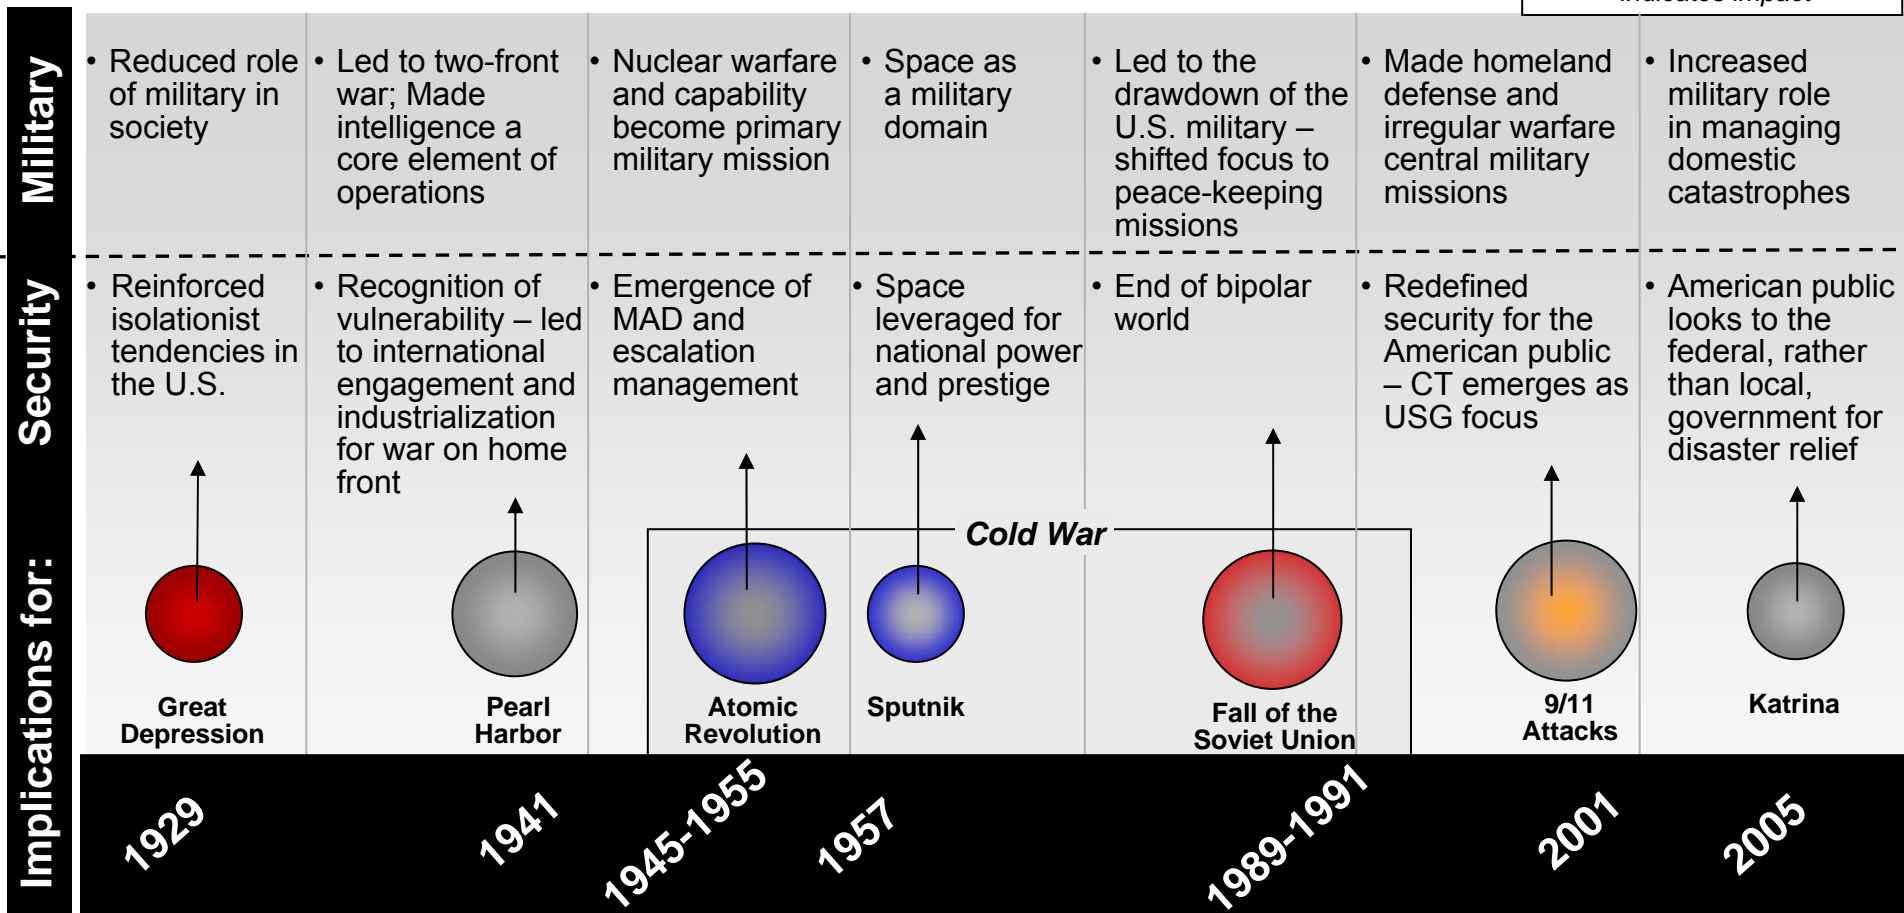 indicates impact
Military
• Reduced role
of military in
society
• Led to two-front
war; Made
intelligence a
core element of
operations
• Nuclear warfare
and capability
become primary
military mission
• Space as
a military
domain
• Led to the
drawdown of the
U.S. military –
shifted focus to
peace-keeping
missions
• Made homeland
defense and
irregular warfare
central military
missions
• Increased
military role
in managing
domestic
catastrophes
Security
• Reinforced
isolationist
tendencies in
the U.S.
• Recognition of
vulnerability – led
to international
engagement and
industrialization
for war on home
front
• Emergence of
MAD and
escalation
management
• Space
leveraged for
national power
and prestige
• End of bipolar
world
• Redefined
security for the
American public
– CT emerges as
USG focus
• American public
looks to the
federal, rather
than local,
government for
disaster relief
Implications for:
Cold War
Great
Depression
Pearl
Harbor
Atomic
Revolution
Sputnik
Fall of the
Soviet Union
9/11
Attacks
Katrina
1929
1941
1945-1955
1957
1989-1991
2001
2005